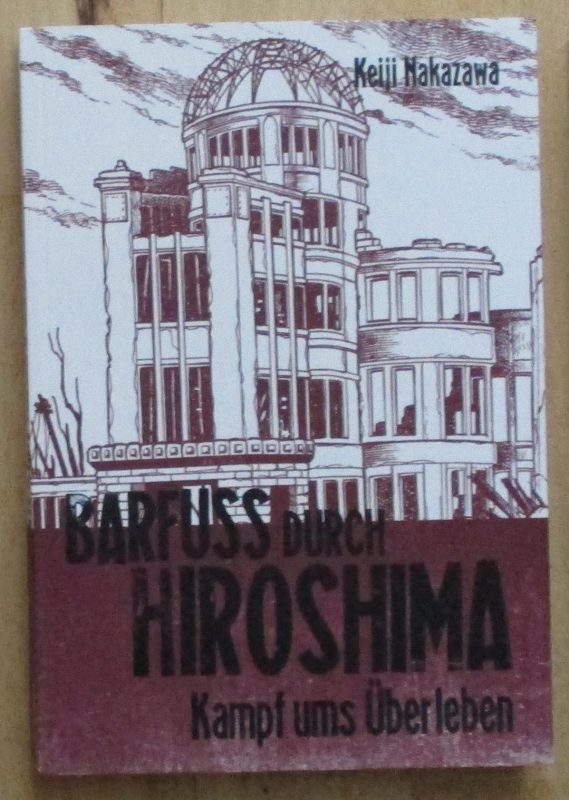 Keiji Nakazawa
BARFUSS DURCH
HIROSHIMA
Kampf ums Überleben